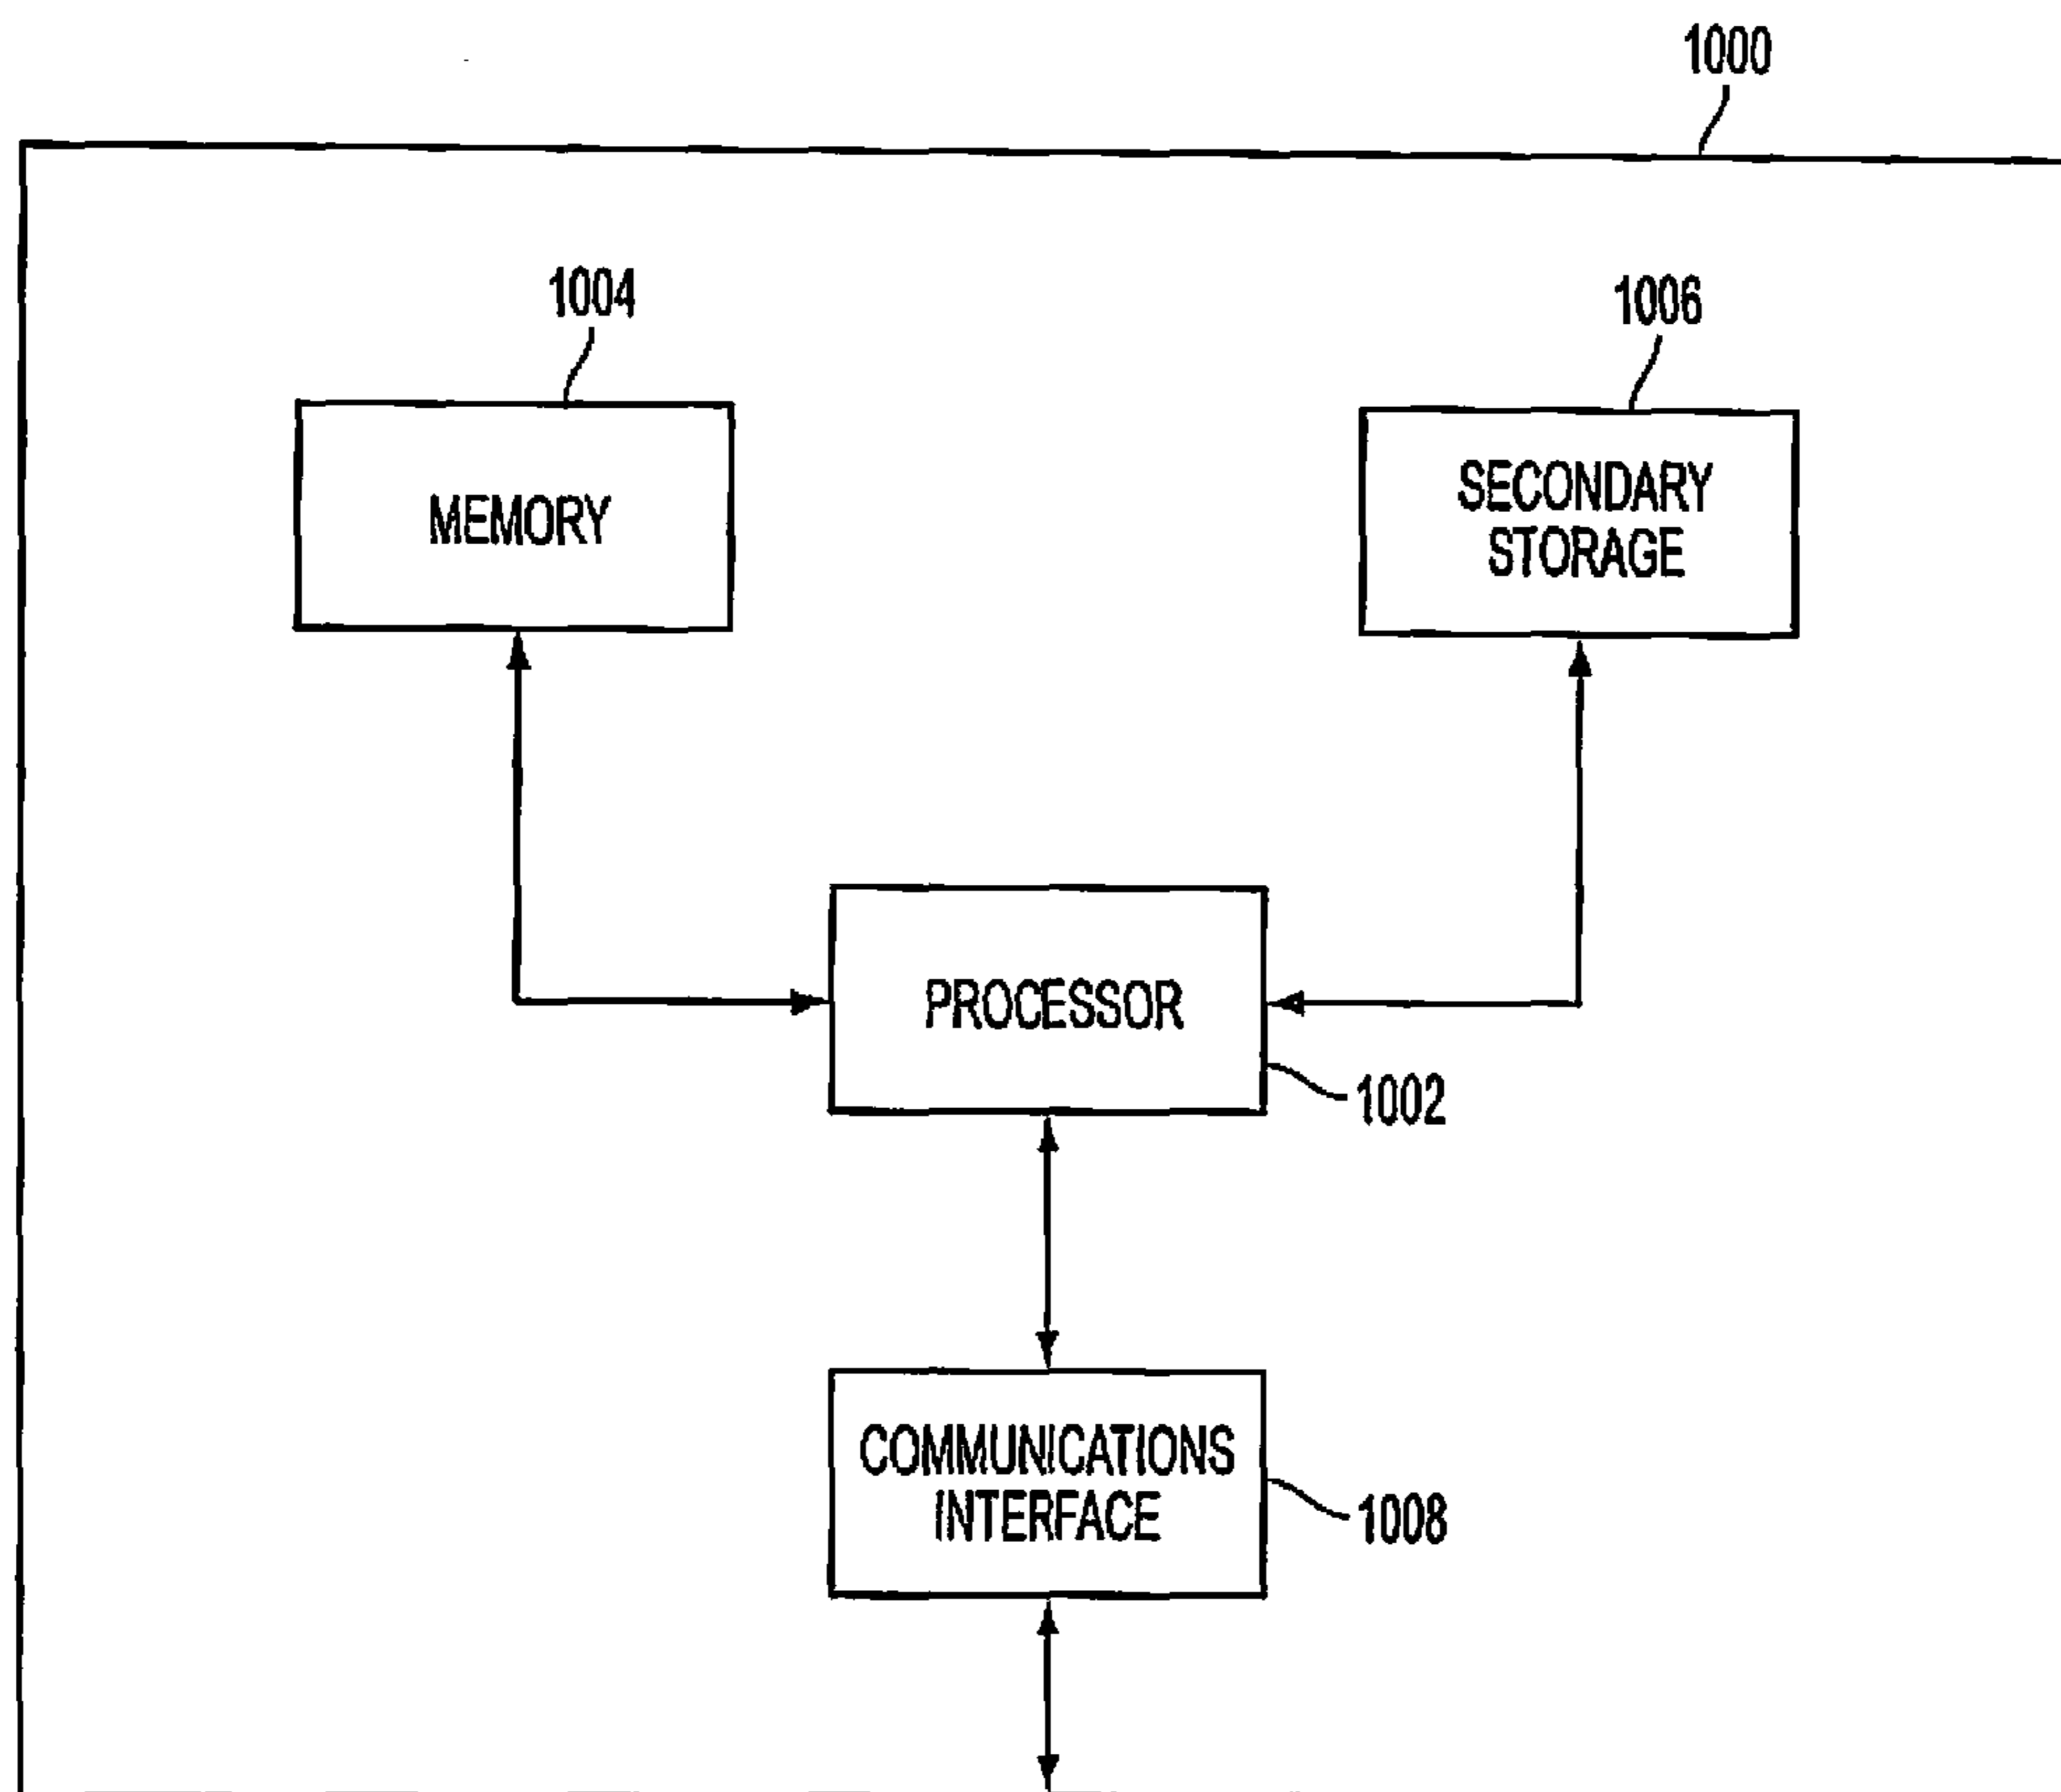 1000
1004
1006
MEMORY
SECONDARY
STORAGE
PROCESSOR
1002
COMMUNICATIONS
INTERFACE
1008